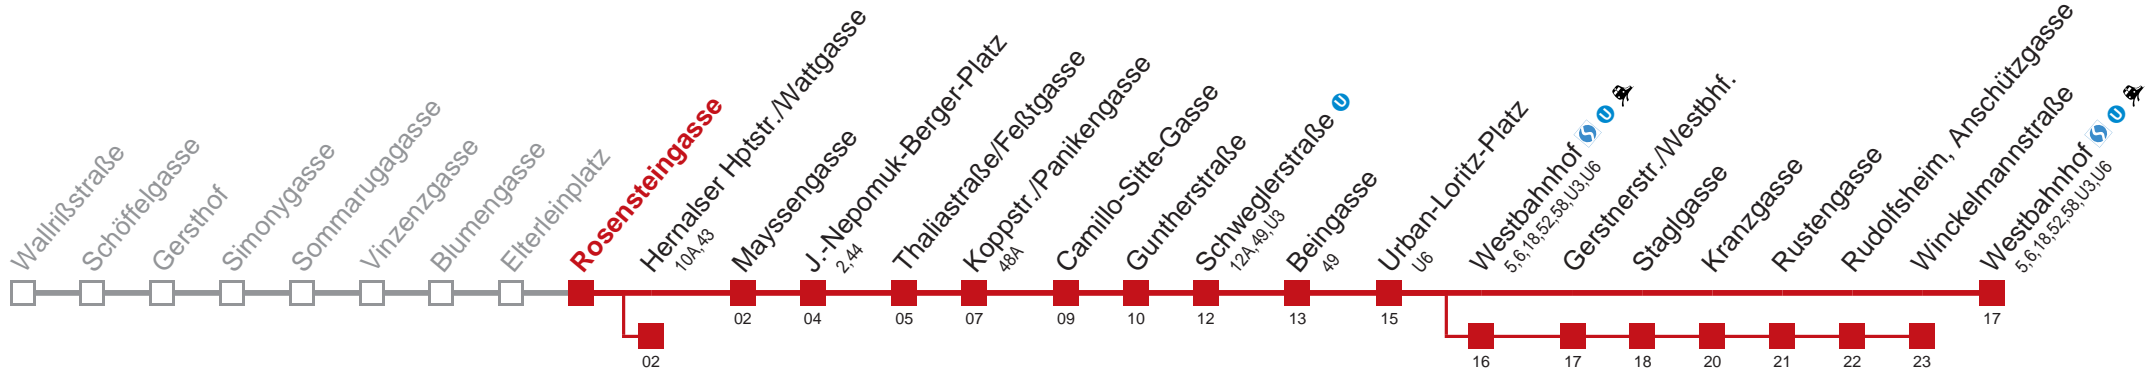 Wallrißstraße
Schöffelgasse
Gersthof
Simonygasse
Sommarugagasse
Vinzenzgasse
Blumengasse
Elterleinplatz
Rosensteingasse
Hernalser Hptstr./Wattgasse
10A,43
02
Mayssengasse
02
J.-Nepomuk-Berger-Platz
2,44
04
Thaliastraße/Feßtgasse
05
Koppstr./Panikengasse
48A
07
Camillo-Sitte-Gasse
09
Guntherstraße
10
Schweglerstraße U
12A,49,U3
12
Beingasse
49
13
Urban-Loritz-Platz
U6
15
Westbahnhof S U
5,6,18,52,58,U3,U6
16
Gerstnerstr./Westbhf.
17
Staglgasse
18
Kranzgasse
20
Rustengasse
21
Rudolfsheim, Anschützgasse
22
Winckelmannstraße
23
Westbahnhof S U
5,6,18,52,58,U3,U6
17